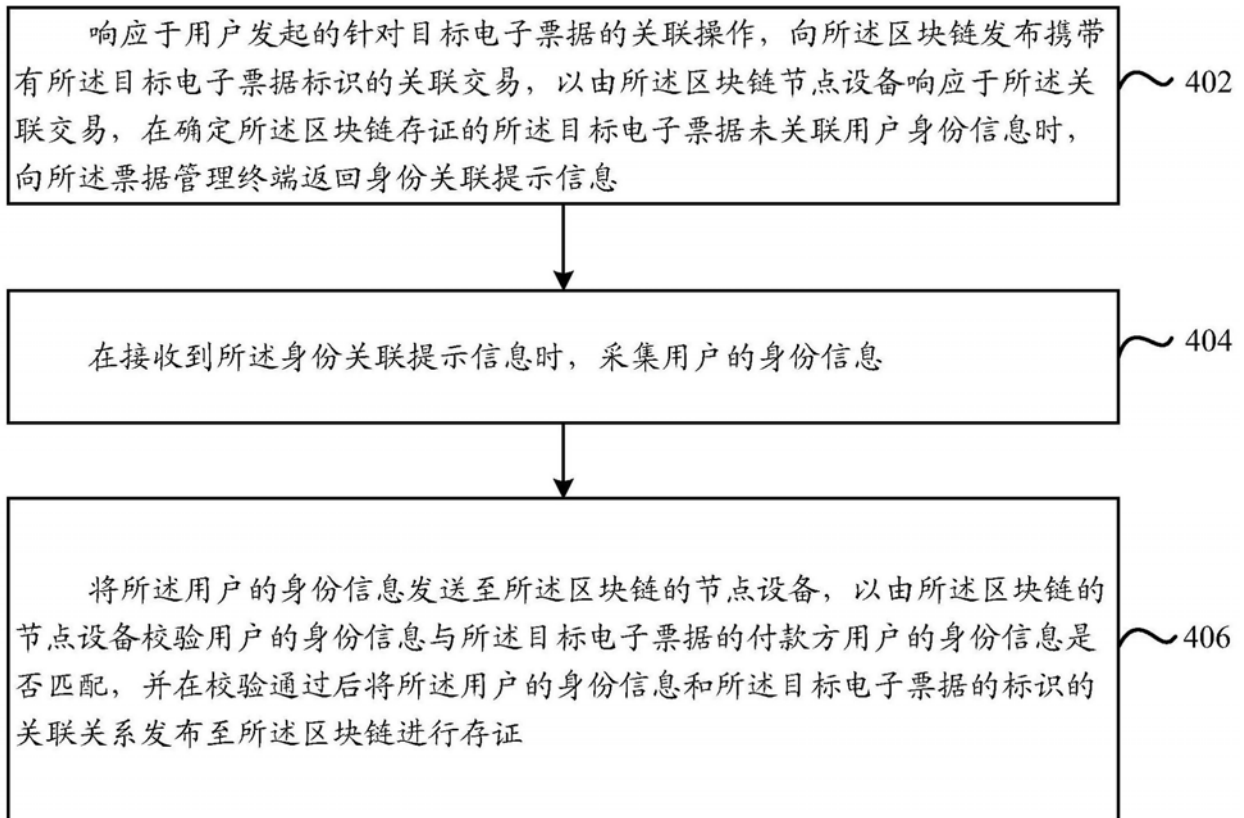 响应于用户发起的针对目标电子票据的关联操作，向所述区块链发布携带
有所述目标电子票据标识的关联交易，以由所述区块链节点设备响应于所述关
联交易，在确定所述区块链存证的所述目标电子票据未关联用户身份信息时，
向所述票据管理终端返回身份关联提示信息
402
在接收到所述身份关联提示信息时，采集用户的身份信息
404
将所述用户的身份信息发送至所述区块链的节点设备，以由所述区块链的
节点设备校验用户的身份信息与所述目标电子票据的付款方用户的身份信息是
否匹配，并在校验通过后将所述用户的身份信息和所述目标电子票据的标识的
关联关系发布至所述区块链进行存证
406